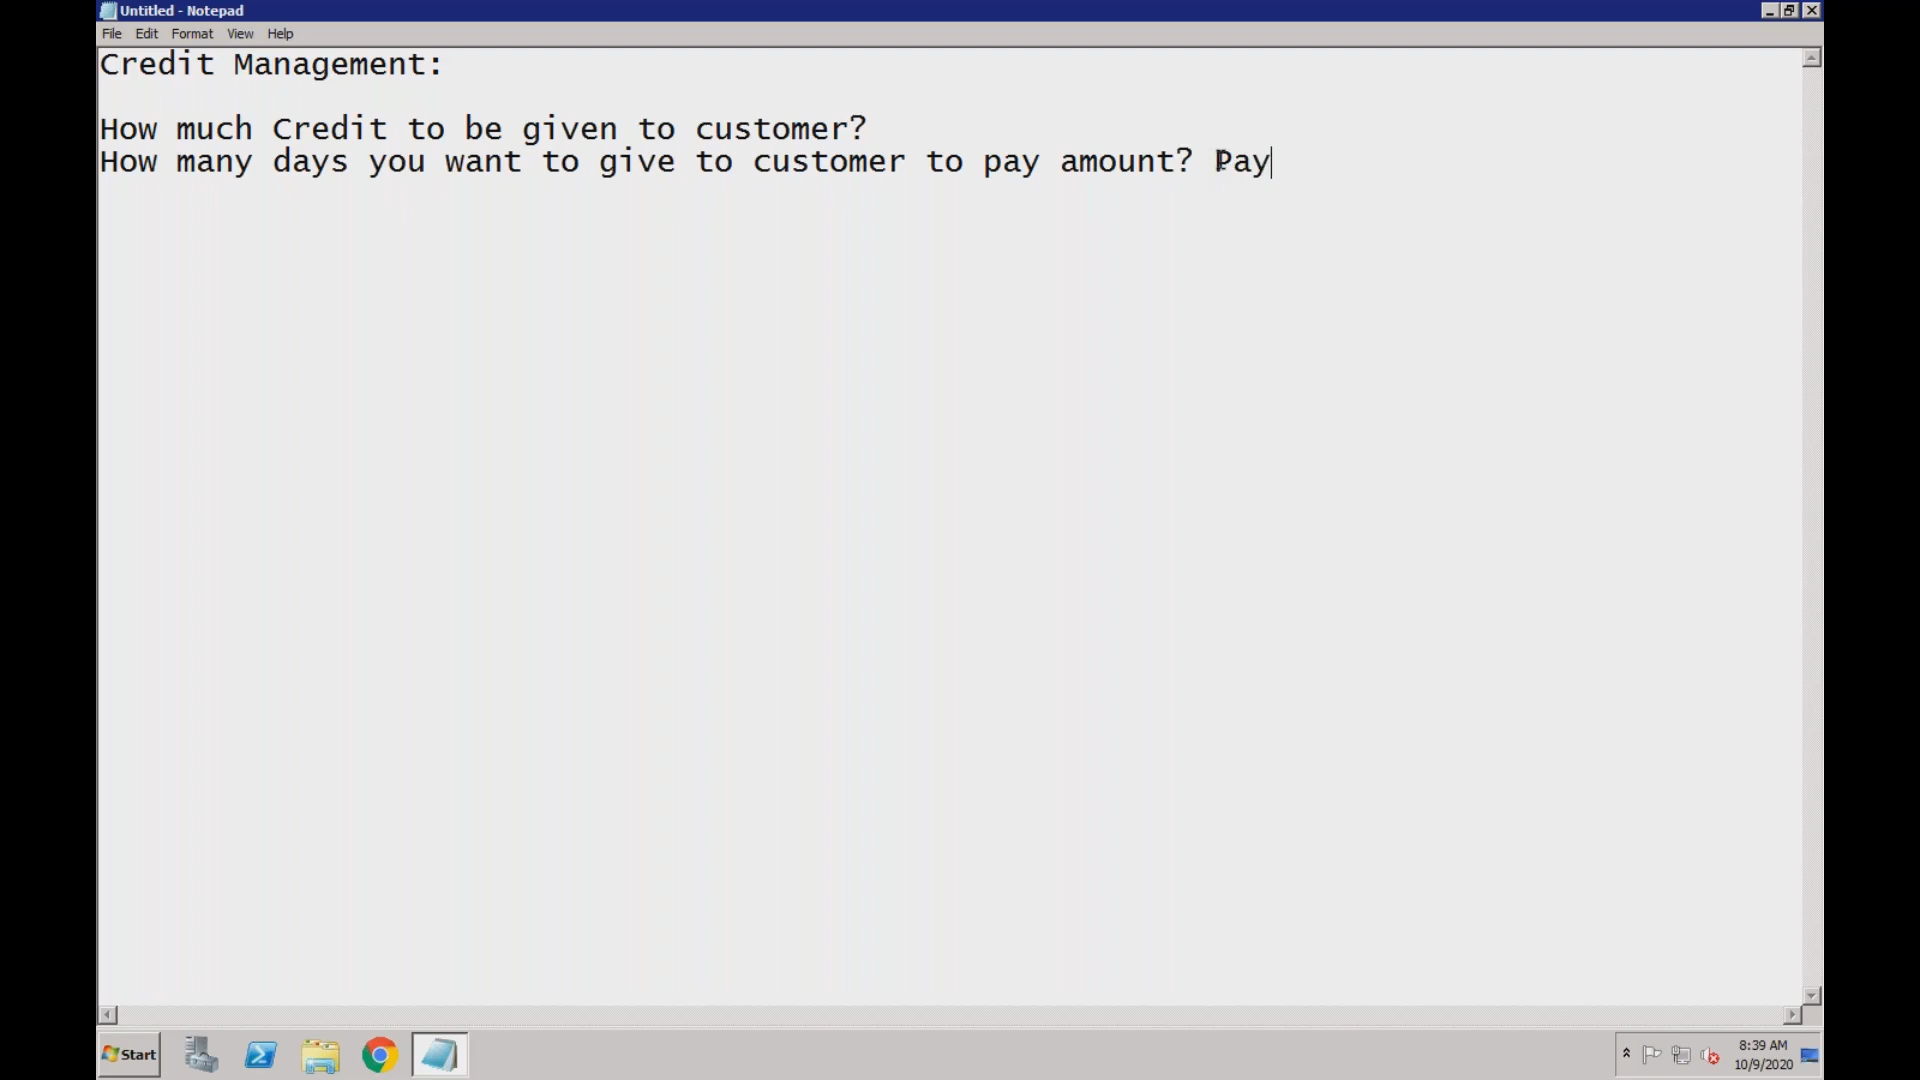 Untitled - Notepad
File Edit Format View Help
Credit Management:
How much Credit to be given to customer?
How many days you want to give to customer to pay amount? Pay
Start
8:39 AM
10/9/2020